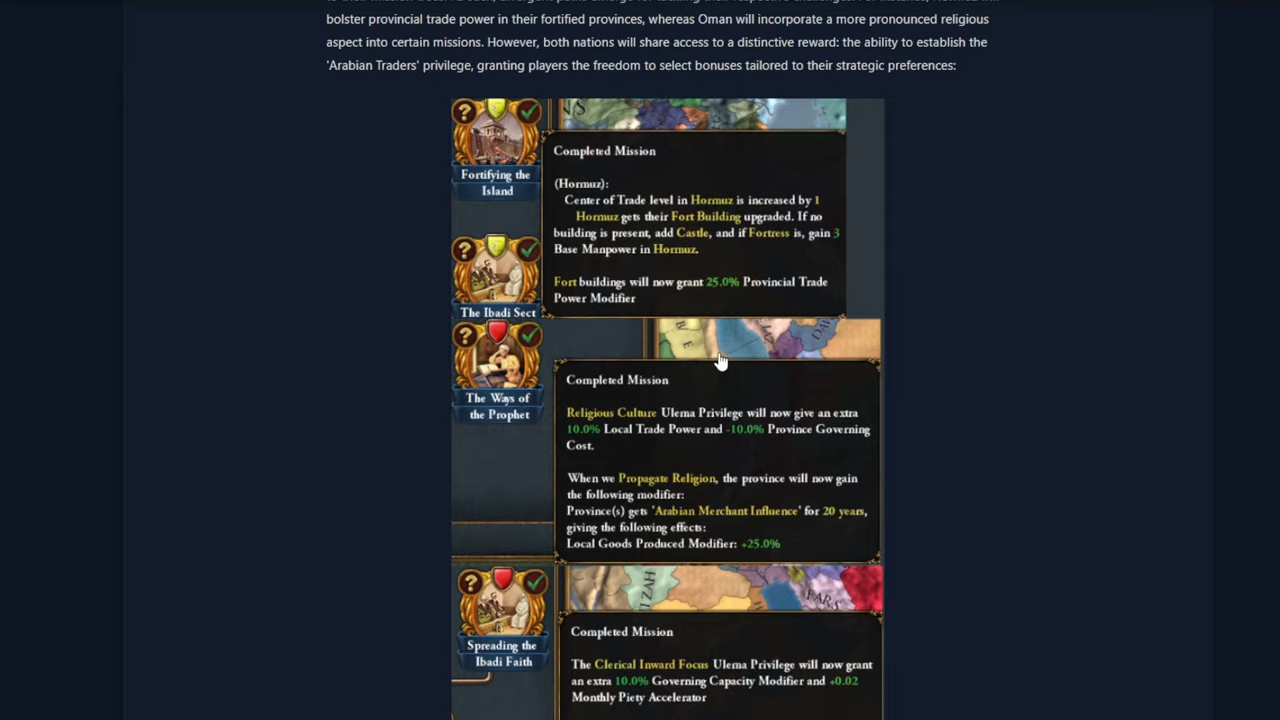 bolster provincial trade power in their fortified provinces, whereas Oman will incorporate a more pronounced religious
aspect into certain missions. However, both nations will share access to a distinctive reward: the ability to establish the
'Arabian Traders' privilege, granting players the freedom to select bonuses tailored to their strategic preferences:
Fortifying the
Island
Completed Mission
(Hormuz):
Center of Trade level in Hormuz is increased by 1
Hormuz gets their Fort Building upgraded. If no
building is present, add Castle, and if Fortress is, gain 3
Base Manpower in Hormuz.
Fort buildings will now grant 25.0% Provincial Trade
Power Modifier
The Ibadi Sect
The Ways of
the Prophet
Completed Mission
Religious Culture Ulema Privilege will now give an extra
10.0% Local Trade Power and -10.0% Province Governing
Cost.
When we Propagate Religion, the province will now gain
the following modifier:
Province(s) gets 'Arabian Merchant Influence' for 20 years,
giving the following effects:
Local Goods Produced Modifier: +25.0%
Spreading the
Ibadi Faith
Completed Mission
The Clerical Inward Focus Ulema Privilege will now grant
an extra 10.0% Governing Capacity Modifier and +0.02
Monthly Piety Accelerator